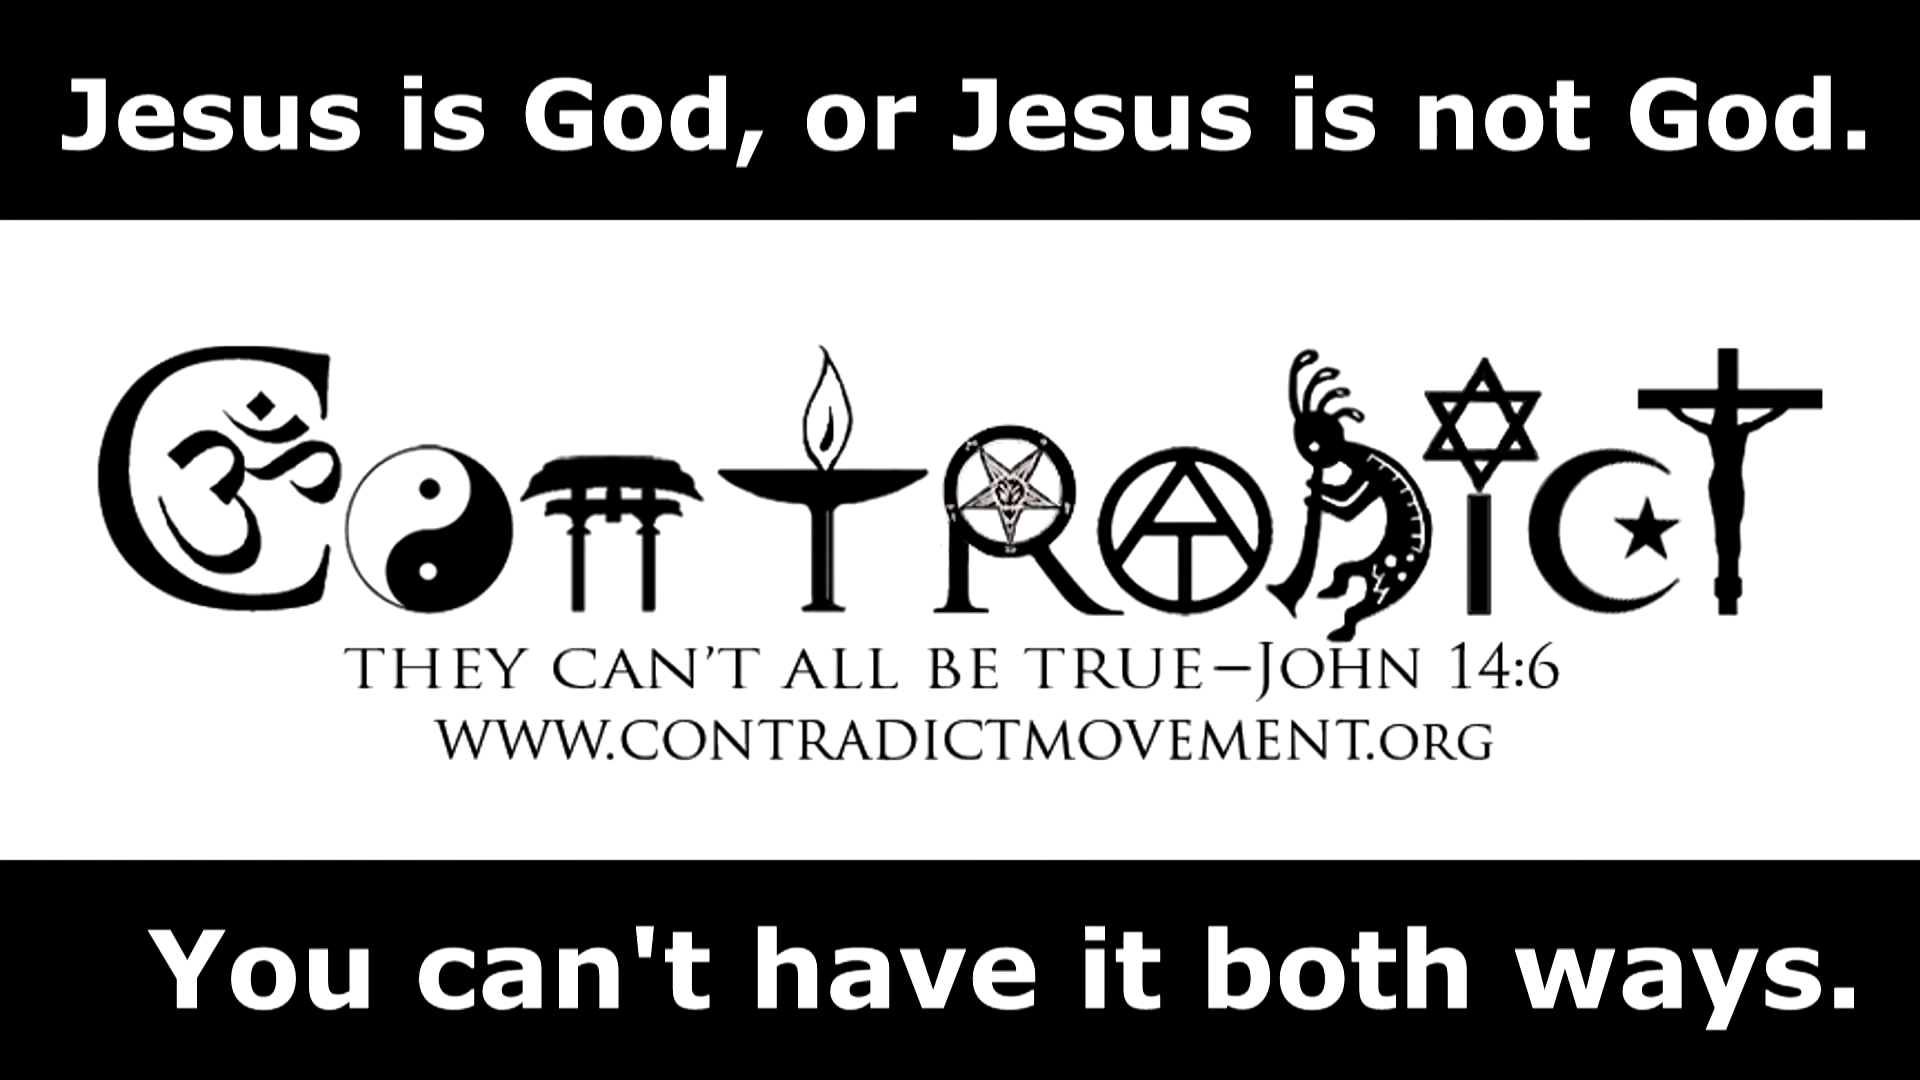 Jesus is God, or Jesus is not God.
CONTRADICT
THEY CAN'T ALL BE TRUE–JOHN 14:6
WWW.CONTRADICTMOVEMENT.ORG
You can't have it both ways.